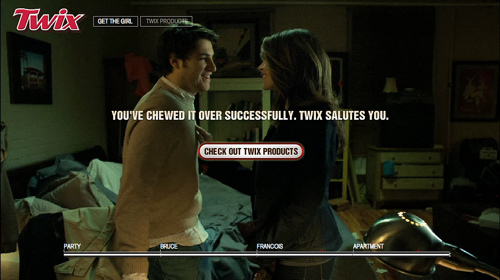 Twix
GET THE GIRL
TWIX PRODUCTS
YOU'VE CHEWED IT OVER SUCCESSFULLY. TWIX SALUTES YOU.
CHECK OUT TWIX PRODUCTS
PARTY
BRUCE
FRANCOIS
APARTMENT